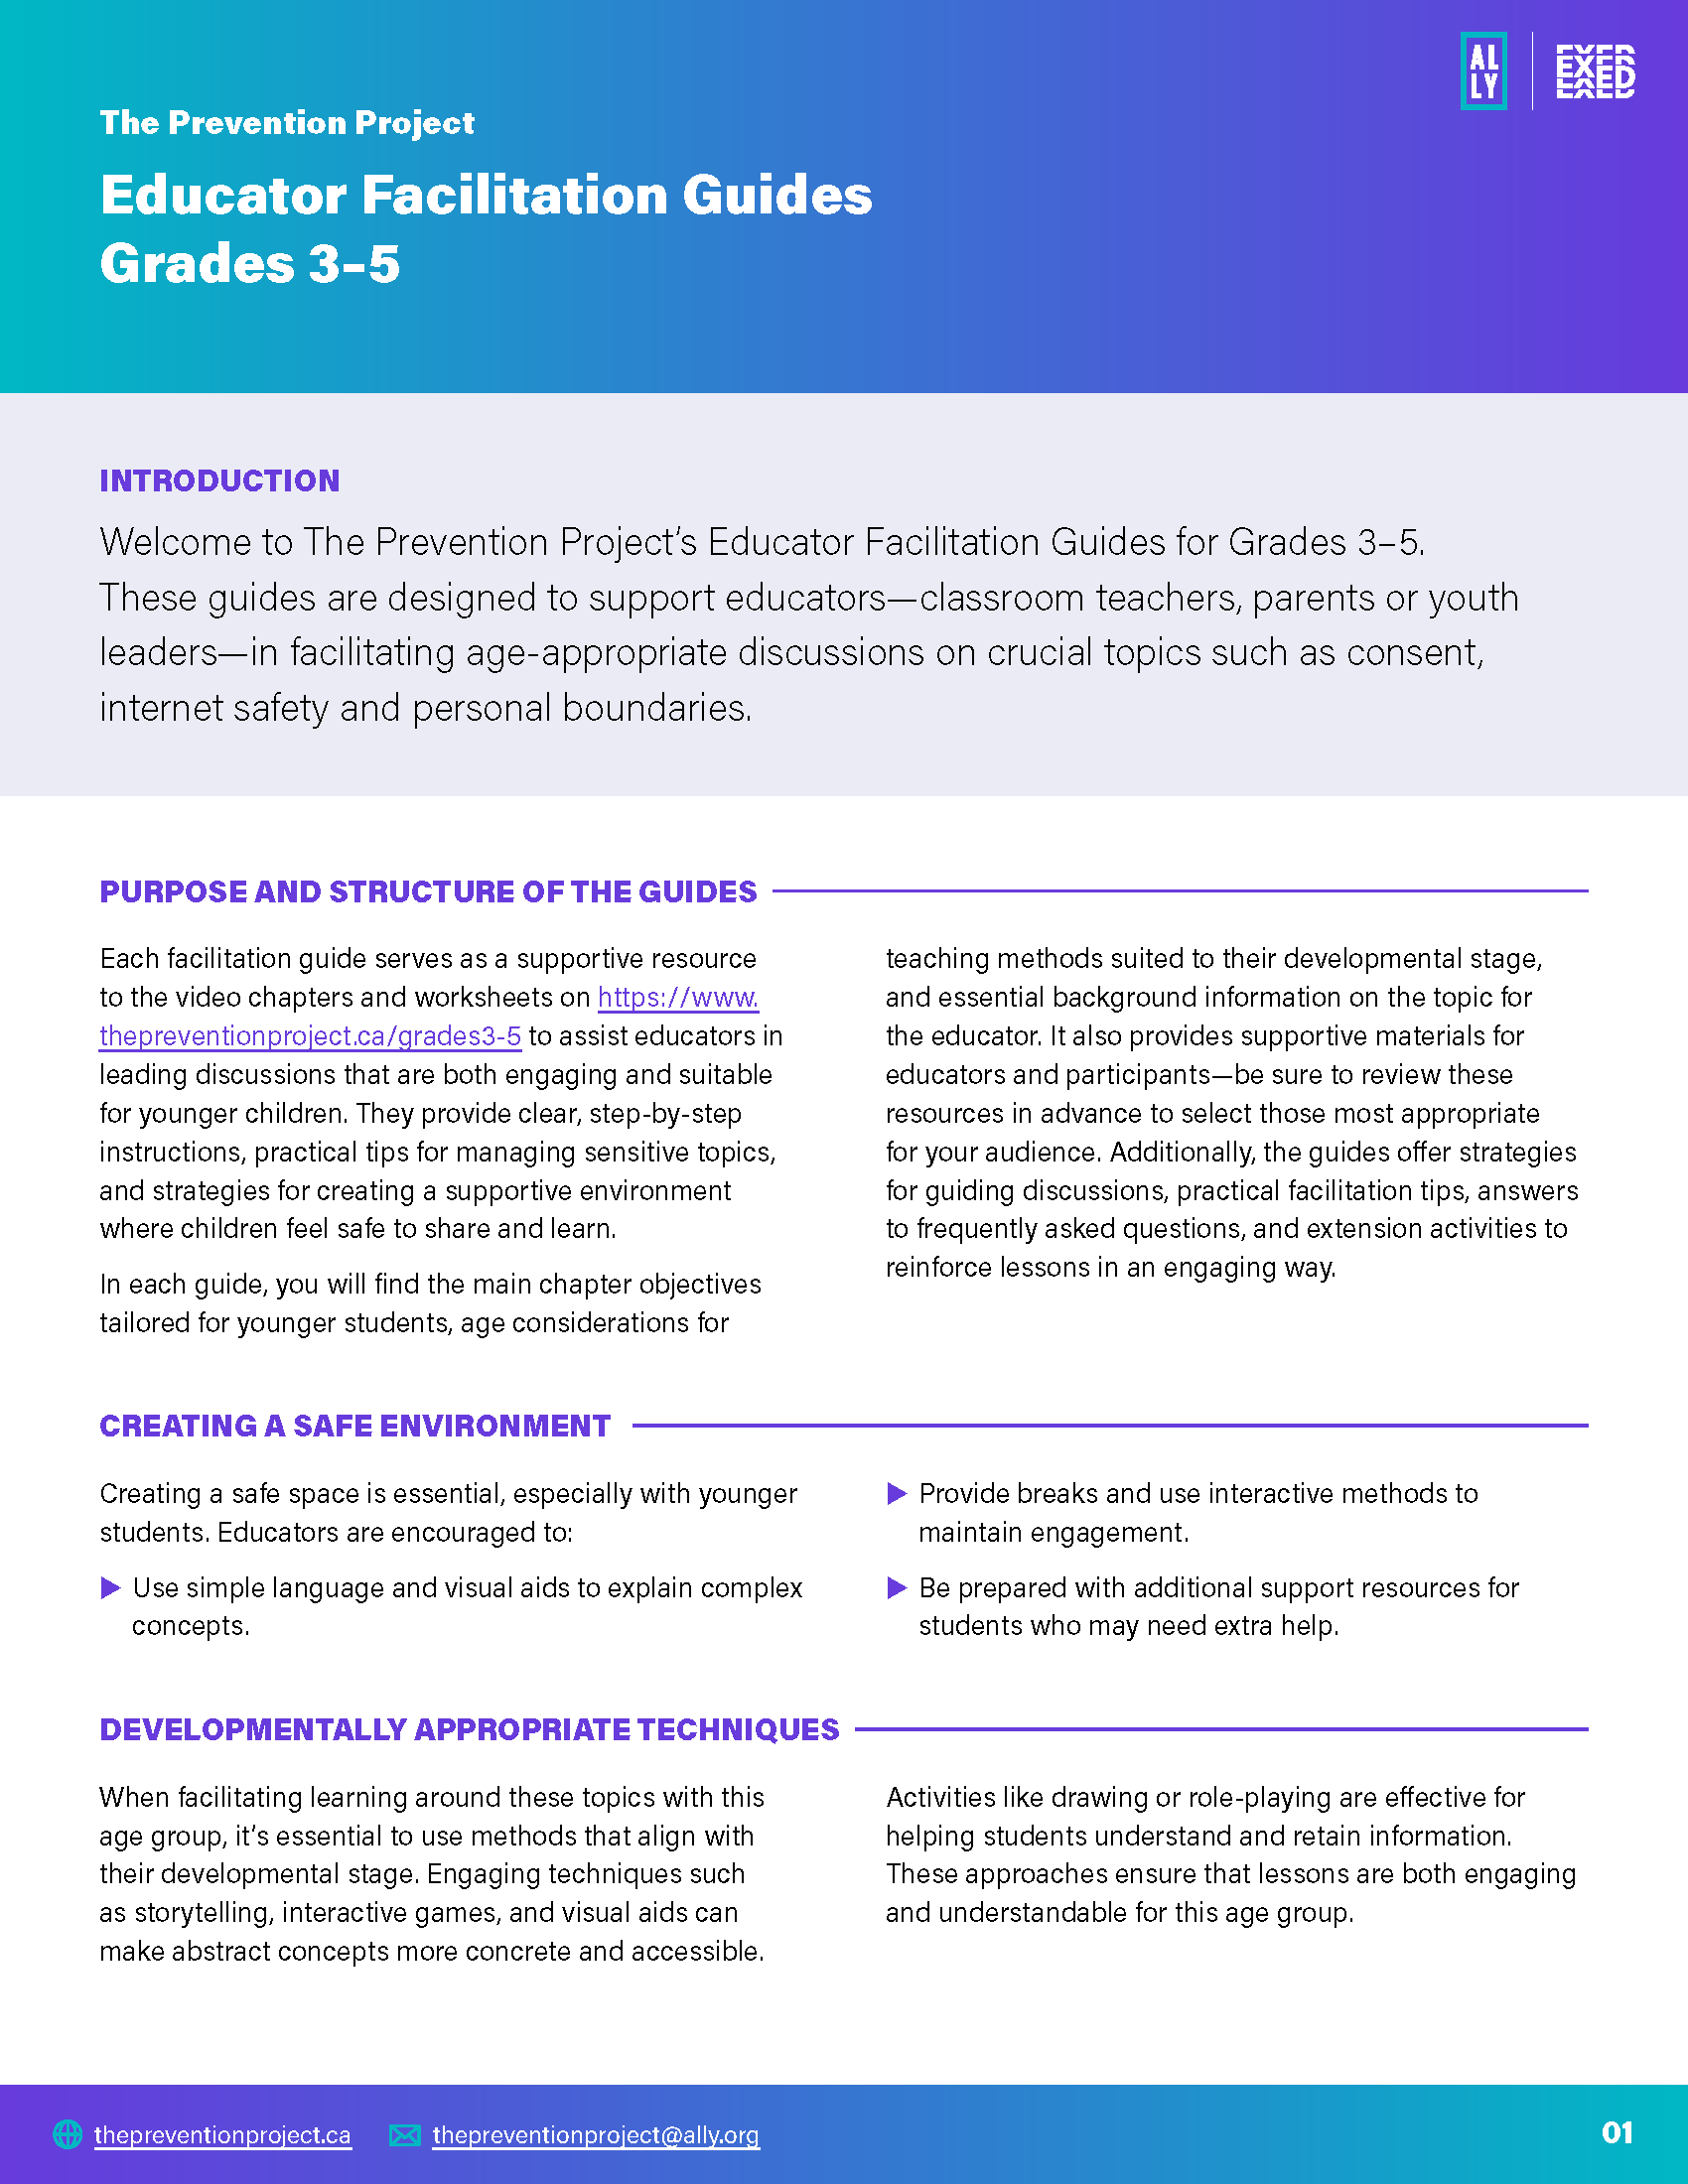 AL
LY
EXED
The Prevention Project
Educator Facilitation Guides
Grades 3–5
INTRODUCTION
Welcome to The Prevention Project’s Educator Facilitation Guides for Grades 3–5.
These guides are designed to support educators—classroom teachers, parents or youth
leaders—in facilitating age-appropriate discussions on crucial topics such as consent,
internet safety and personal boundaries.
PURPOSE AND STRUCTURE OF THE GUIDES
Each facilitation guide serves as a supportive resource
to the video chapters and worksheets on https://www.
thepreventionproject.ca/grades3-5 to assist educators in
leading discussions that are both engaging and suitable
for younger children. They provide clear, step-by-step
instructions, practical tips for managing sensitive topics,
and strategies for creating a supportive environment
where children feel safe to share and learn.
In each guide, you will find the main chapter objectives
tailored for younger students, age considerations for
teaching methods suited to their developmental stage,
and essential background information on the topic for
the educator. It also provides supportive materials for
educators and participants—be sure to review these
resources in advance to select those most appropriate
for your audience. Additionally, the guides offer strategies
for guiding discussions, practical facilitation tips, answers
to frequently asked questions, and extension activities to
reinforce lessons in an engaging way.
CREATING A SAFE ENVIRONMENT
Creating a safe space is essential, especially with younger
students. Educators are encouraged to:
Use simple language and visual aids to explain complex
concepts.
Provide breaks and use interactive methods to
maintain engagement.
Be prepared with additional support resources for
students who may need extra help.
DEVELOPMENTALLY APPROPRIATE TECHNIQUES
When facilitating learning around these topics with this
age group, it’s essential to use methods that align with
their developmental stage. Engaging techniques such
as storytelling, interactive games, and visual aids can
make abstract concepts more concrete and accessible.
Activities like drawing or role-playing are effective for
helping students understand and retain information.
These approaches ensure that lessons are both engaging
and understandable for this age group.
thepreventionproject.ca
thepreventionproject@ally.org
01